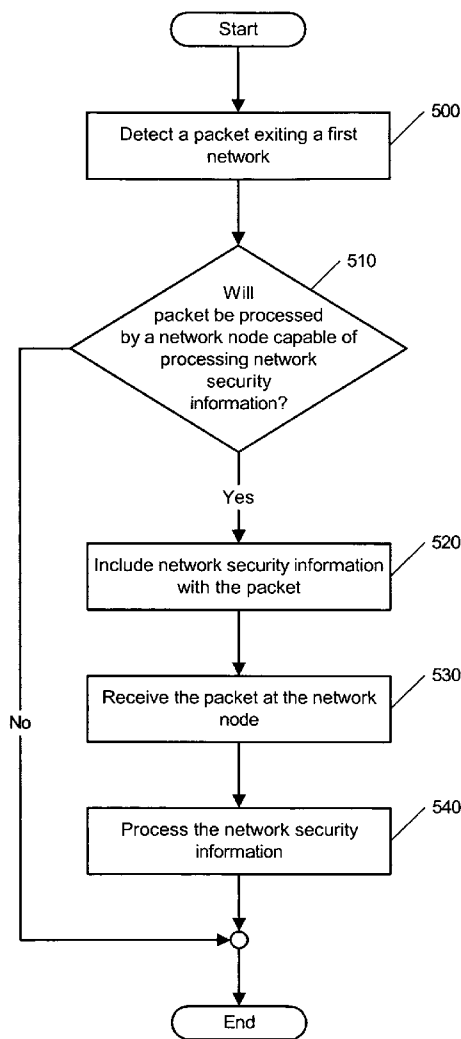 Start
500
Detect a packet exiting a first
network
510
Will
packet be processed
by a network node capable of
processing network
security
information?
Yes
520
Include network security information
with the packet
530
Receive the packet at the network
node
No
540
Process the network security
information
End